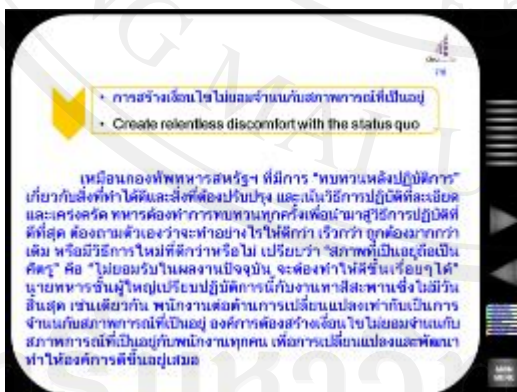 • การสร้างเงื่อนไขไม่ยอมจำนนกับสภาพการณ์ที่เป็นอยู่
• Create relentless discomfort with the status quo
เหมือนกองทัพทหารสหรัฐฯ ที่มีการ "ทบทวนหลังปฏิบัติการ"
เกี่ยวกับสิ่งที่ทำได้ดีและสิ่งที่ต้องปรับปรุง และเน้นวิธีการปฏิบัติที่ละเอียด
และเคร่งครัด ทหารต้องทำการทบทวนทุกครั้งเพื่อนำมาสู่วิธีการปฏิบัติที่
ดีที่สุด ต้องถามตัวเองว่าจะทำอย่างไรให้ดีกว่า เร็วกว่า ถูกต้องมากกว่า
เดิม หรือมีวิธีการใหม่ที่ดีกว่าหรือไม่ เปรียบว่า "สภาพที่เป็นอยู่ถือเป็น
ศัตรู" คือ "ไม่ยอมรับในผลงานปัจจุบัน จะต้องทำให้ดีขึ้นเรื่อยๆได้"
นายทหารชั้นผู้ใหญ่เปรียบปฏิบัติการนี้กับงานทาสีสะพานซึ่งไม่มีวัน
สิ้นสุด เช่นเดียวกัน พนักงานต่อต้านการเปลี่ยนแปลงเท่ากับเป็นการ
จำนนกับสภาพการณ์ที่เป็นอยู่ องค์การต้องสร้างเงื่อนไขไม่ยอมจำนนกับ
สภาพการณ์ที่เป็นอยู่กับพนักงานทุกคน เพื่อการเปลี่ยนแปลงและพัฒนา
ทำให้องค์การดีขึ้นอยู่เสมอ
MAIN
MENU